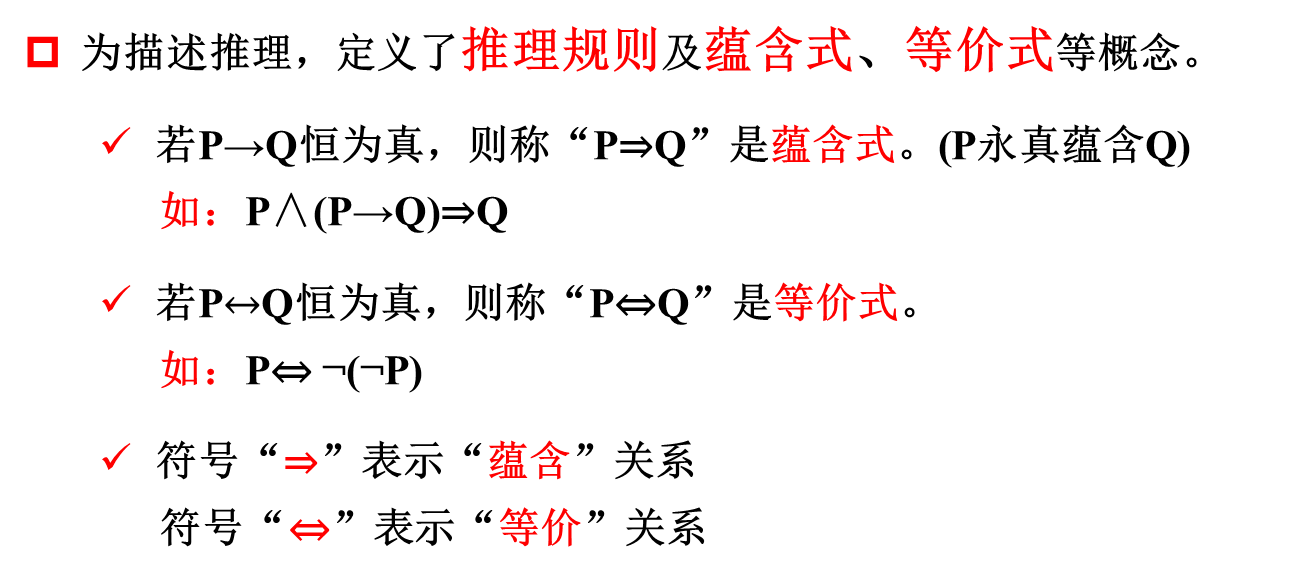 为描述推理，定义了推理规则及蕴含式、等价式等概念。
若P→Q恒为真，则称“P⇒Q”是蕴含式。(P永真蕴含Q)
如：P∧(P→Q)⇒Q
若P↔Q恒为真，则称“P⇔Q”是等价式。
如：P⇔ ¬(¬P)
符号“⇒”表示“蕴含”关系
符号“⇔”表示“等价”关系